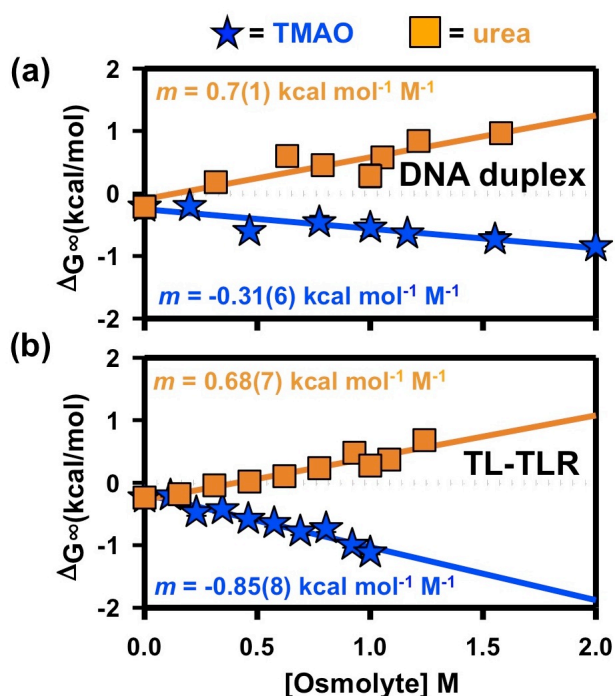 = TMAO = urea
(a)
2
m = 0.7(1) kcal mol⁻¹ M⁻¹
1
0
DNA duplex
-1
m = -0.31(6) kcal mol⁻¹ M⁻¹
-2
ΔG∞(kcal/mol)
(b)
2
m = 0.68(7) kcal mol⁻¹ M⁻¹
1
0
TL-TLR
-1
m = -0.85(8) kcal mol⁻¹ M⁻¹
-2
ΔG∞(kcal/mol)
0.0 0.5 1.0 1.5 2.0
[Osmolyte] M